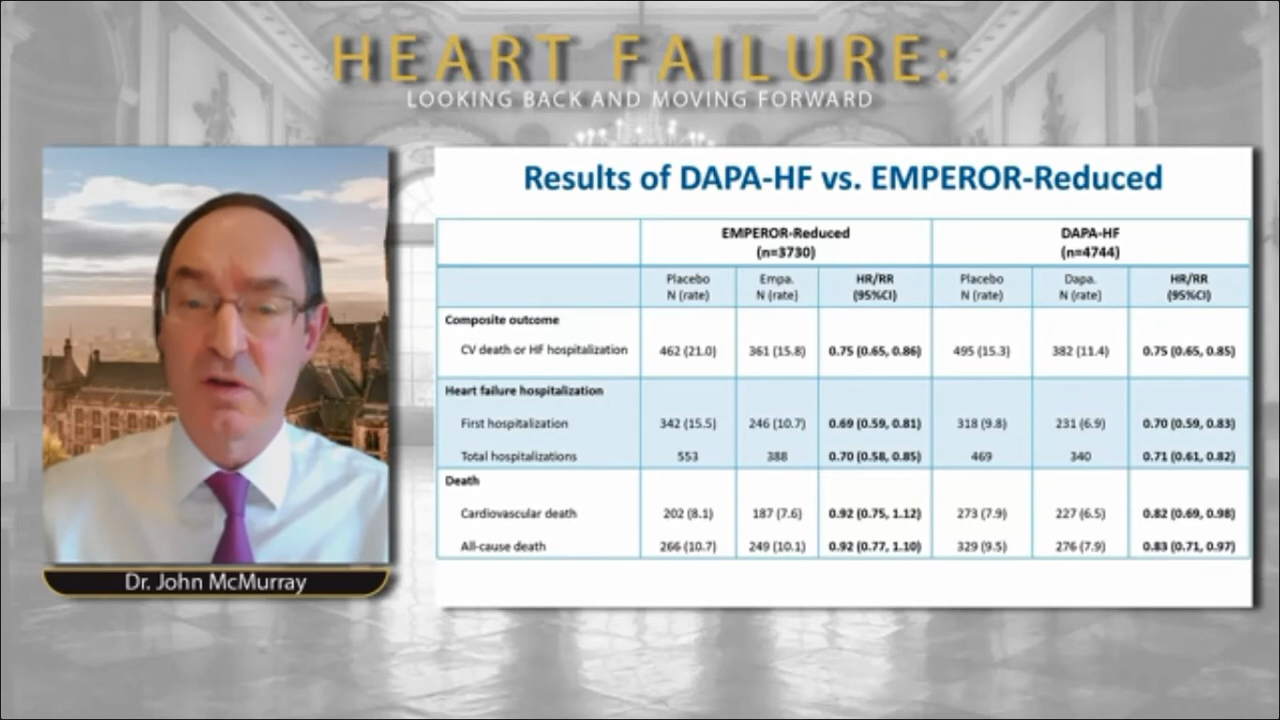 HEART FAILURE:
LOOKING BACK AND MOVING FORWARD
Results of DAPA-HF vs. EMPEROR-Reduced
EMPEROR-Reduced DAPA-HF
(n=3730) (n=4744)
Placebo Empa. HR/RR Placebo Dapa. HR/RR
N (rate) N (rate) (95%CI) N (rate) N (rate) (95%CI)
Composite outcome
CV death or HF hospitalization 462 (21.0) 361 (15.8) 0.75 (0.65, 0.86) 495 (15.3) 382 (11.4) 0.75 (0.65, 0.85)
Heart failure hospitalization
First hospitalization 342 (15.5) 246 (10.7) 0.69 (0.59, 0.81) 318 (9.8) 231 (6.9) 0.70 (0.59, 0.83)
Total hospitalizations 553 388 0.70 (0.58, 0.85) 469 340 0.71 (0.61, 0.82)
Death
Cardiovascular death 202 (8.1) 187 (7.6) 0.92 (0.75, 1.12) 273 (7.9) 227 (6.5) 0.82 (0.69, 0.98)
All-cause death 266 (10.7) 249 (10.1) 0.92 (0.77, 1.10) 329 (9.5) 276 (7.9) 0.83 (0.71, 0.97)
Dr. John McMurray